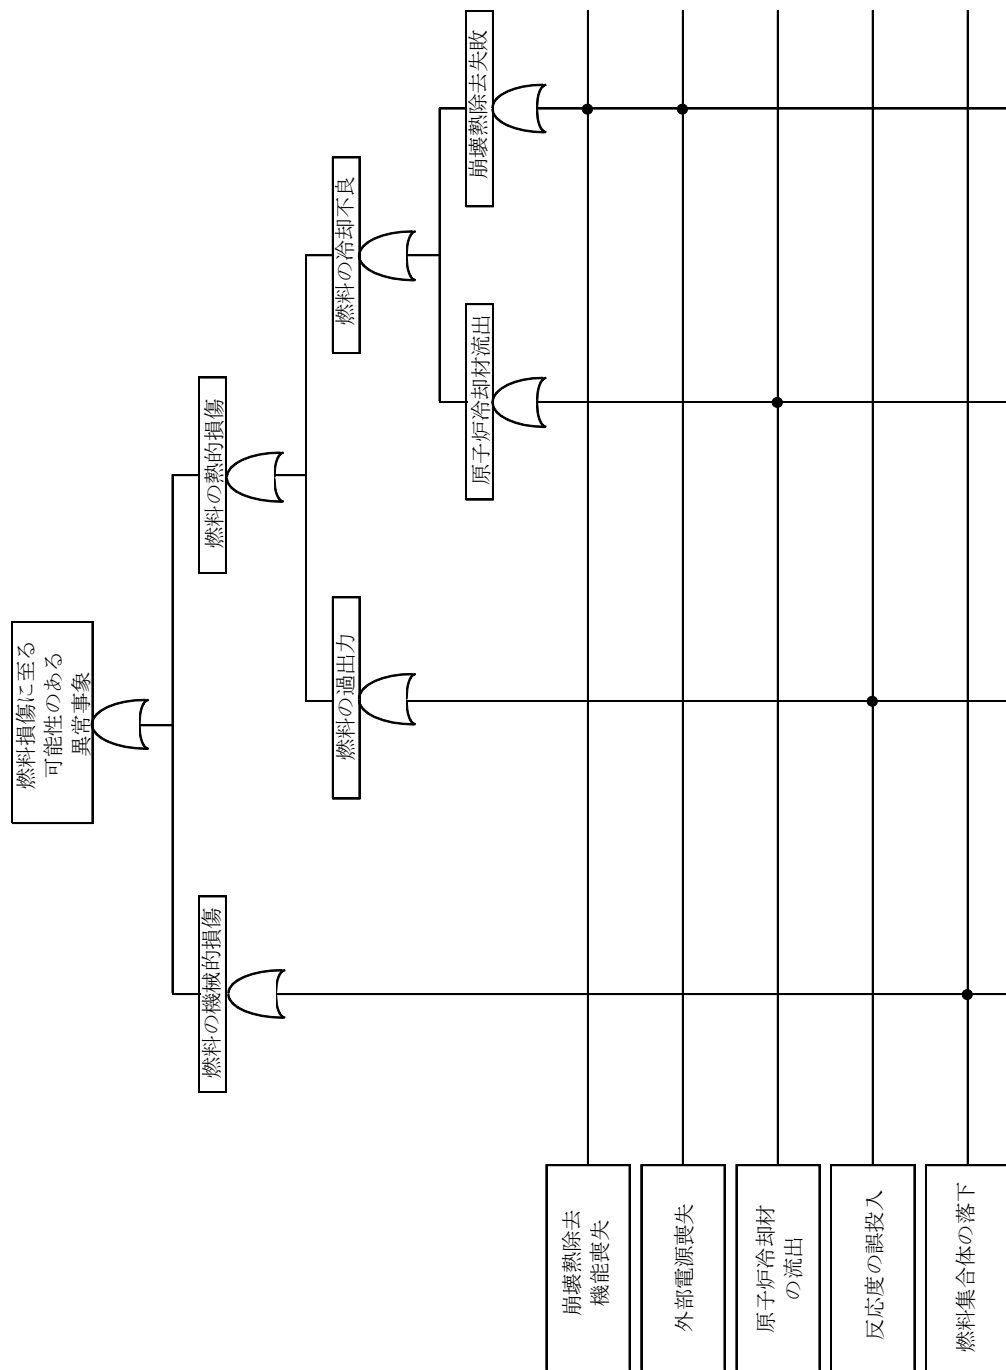 燃料損傷に至る
可能性のある
異常事象
燃料の機械的損傷
燃料の熱的損傷
燃料の過出力
燃料の冷却不良
原子炉冷却材流出
崩壊熱除去失敗
崩壊熱除去
機能喪失
外部電源喪失
原子炉冷却材
の流出
反応度の誤投入
燃料集合体の落下